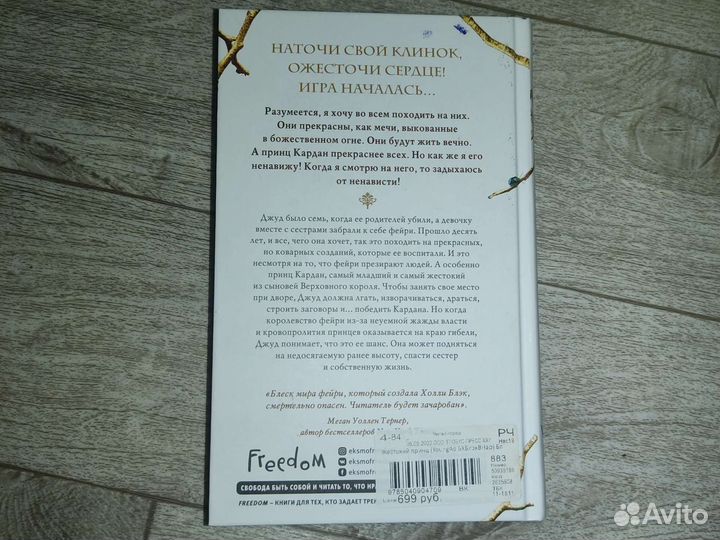 НАТОЧИ СВОЙ КЛИНОК,
ОЖЕСТОЧИ СЕРДЦЕ!
ИГРА НАЧАЛАСЬ...
Разумеется, я хочу во всем походить на них.
Они прекрасны, как мечи, выкованные
в божественном огне. Они будут жить вечно.
А принц Кардан прекраснее всех. Но как же я его
ненавижу! Когда я смотрю на него, то задыхаюсь
от ненависти!
Джуд было семь, когда ее родителей убили, а девочку
вместе с сестрами забрали к себе фейри. Прошло десять
лет, и все, чего она хочет, так это походить на прекрасных,
но коварных созданий, которые ее воспитали. И это
несмотря на то, что фейри презирают людей. А особенно
принц Кардан, самый младший и самый жестокий
из сыновей Верховного короля. Чтобы занять свое место
при дворе, Джуд должна лгать, изворачиваться, драться,
строить заговоры и... победить Кардана. Но когда
королевство фейри из-за неуемной жажды власти
и кровопролития принцев оказывается на краю гибели,
Джуд понимает, что это ее шанс. Она может подняться
на недосягаемую ранее высоту, спасти сестер
и собственную жизнь.
«Блеск мира фейри, который создала Холли Блэк,
смертельно опасен. Читатель будет зачарован».
Меган Уоллен Тернер,
автор бестселлеров
4-84
РЧ
Жестокий принц
883
FreedoM
eksmofr
eksmofr
eksmofr
СВОБОДА БЫТЬ СОБОЙ И ЧИТАТЬ ТО, ЧТО НР
FREEDOM – КНИГИ ДЛЯ ТЕХ, КТО ЗАДАЕТ ТРЕ
9785040904709
ВК
Цена
699 руб
Avito